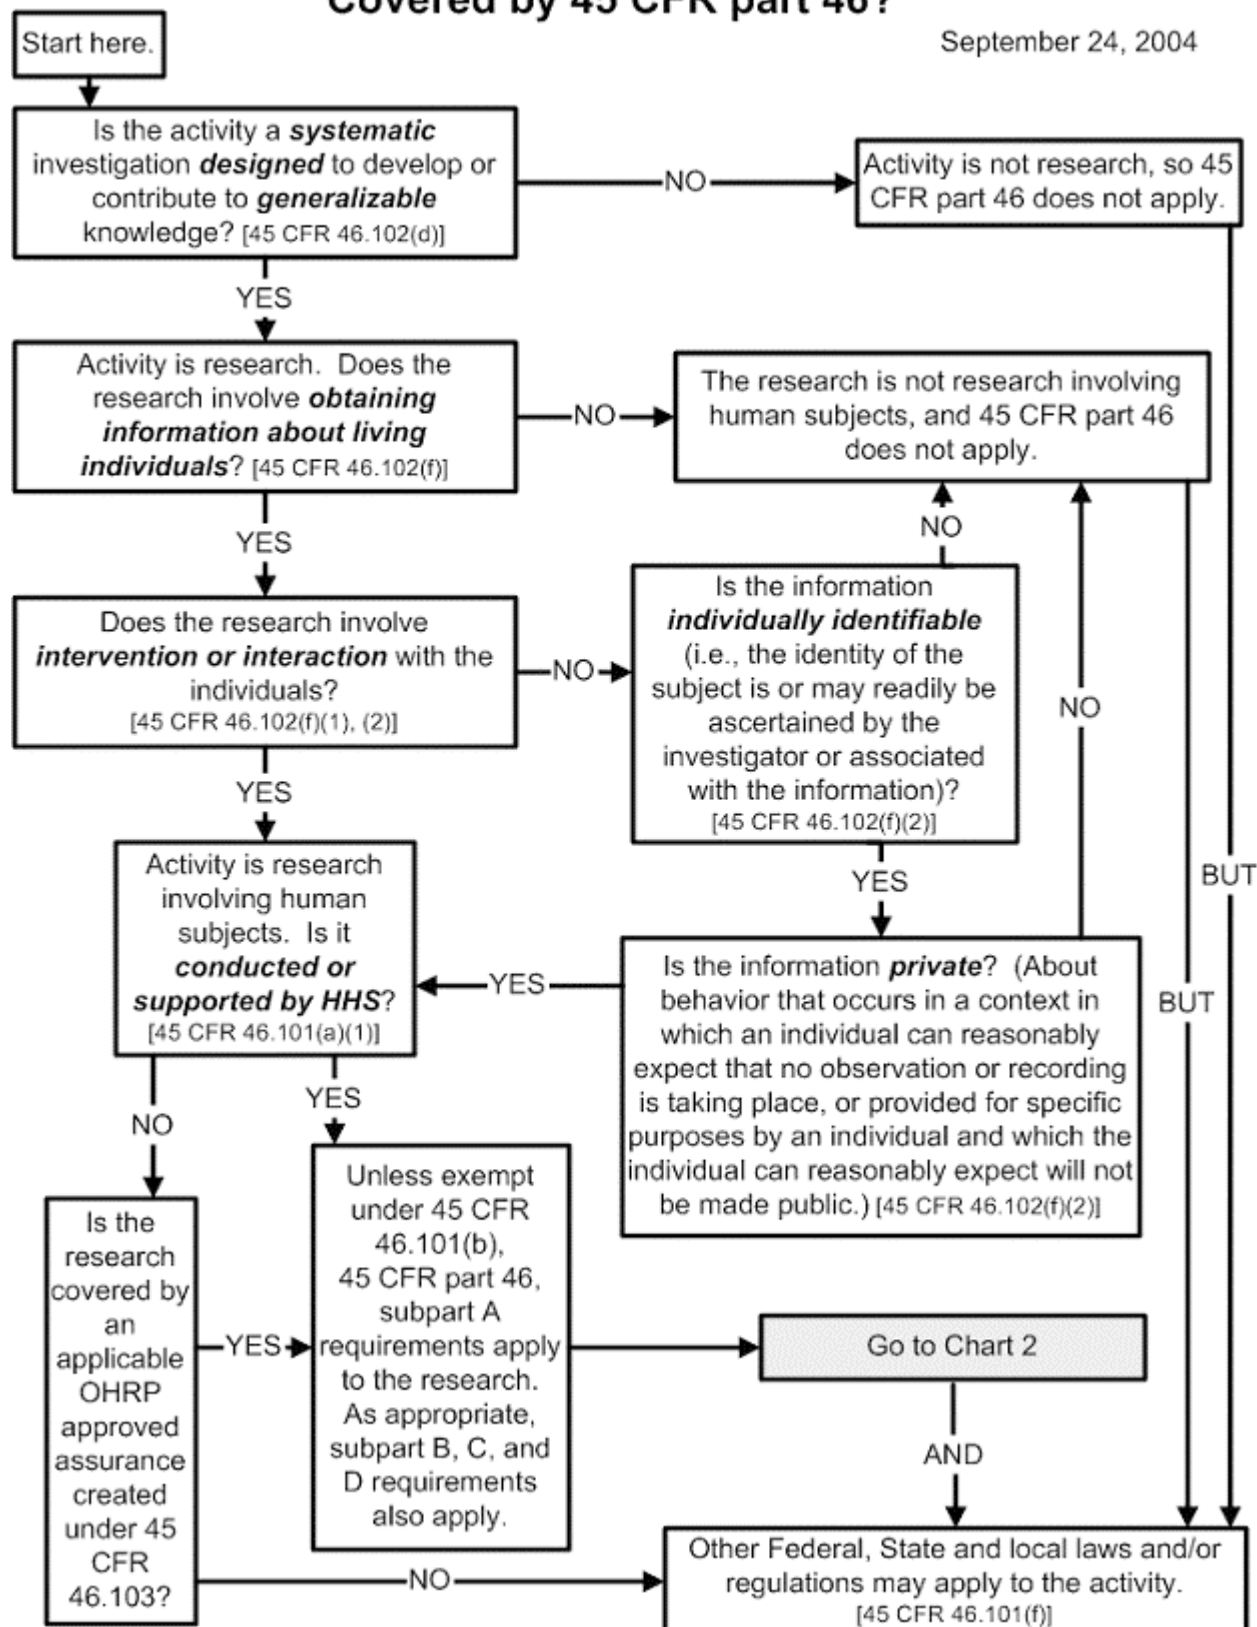 Covered by 45 CFR part 46?
September 24, 2004
Start here.
Is the activity a systematic
investigation designed to develop or
contribute to generalizable
knowledge? [45 CFR 46.102(d)]
NO
Activity is not research, so 45
CFR part 46 does not apply.
YES
Activity is research. Does the
research involve obtaining
information about living
individuals? [45 CFR 46.102(f)]
NO
The research is not research involving
human subjects, and 45 CFR part 46
does not apply.
YES
NO
Does the research involve
intervention or interaction with the
individuals?
[45 CFR 46.102(f)(1), (2)]
NO
Is the information
individually identifiable
(i.e., the identity of the
subject is or may readily be
ascertained by the
investigator or associated
with the information)?
[45 CFR 46.102(f)(2)]
NO
YES
YES
BUT
Activity is research
involving human
subjects. Is it
conducted or
supported by HHS?
[45 CFR 46.101(a)(1)]
YES
Is the information private? (About
behavior that occurs in a context in
which an individual can reasonably
expect that no observation or recording
is taking place, or provided for specific
purposes by an individual and which the
individual can reasonably expect will not
be made public.) [45 CFR 46.102(f)(2)]
BUT
NO
YES
Is the
research
covered by
an
applicable
OHRP
approved
assurance
created
under 45
CFR
46.103?
YES
Unless exempt
under 45 CFR
46.101(b),
45 CFR part 46,
subpart A
requirements apply
to the research.
As appropriate,
subpart B, C, and
D requirements
also apply.
Go to Chart 2
AND
NO
Other Federal, State and local laws and/or
regulations may apply to the activity.
[45 CFR 46.101(f)]